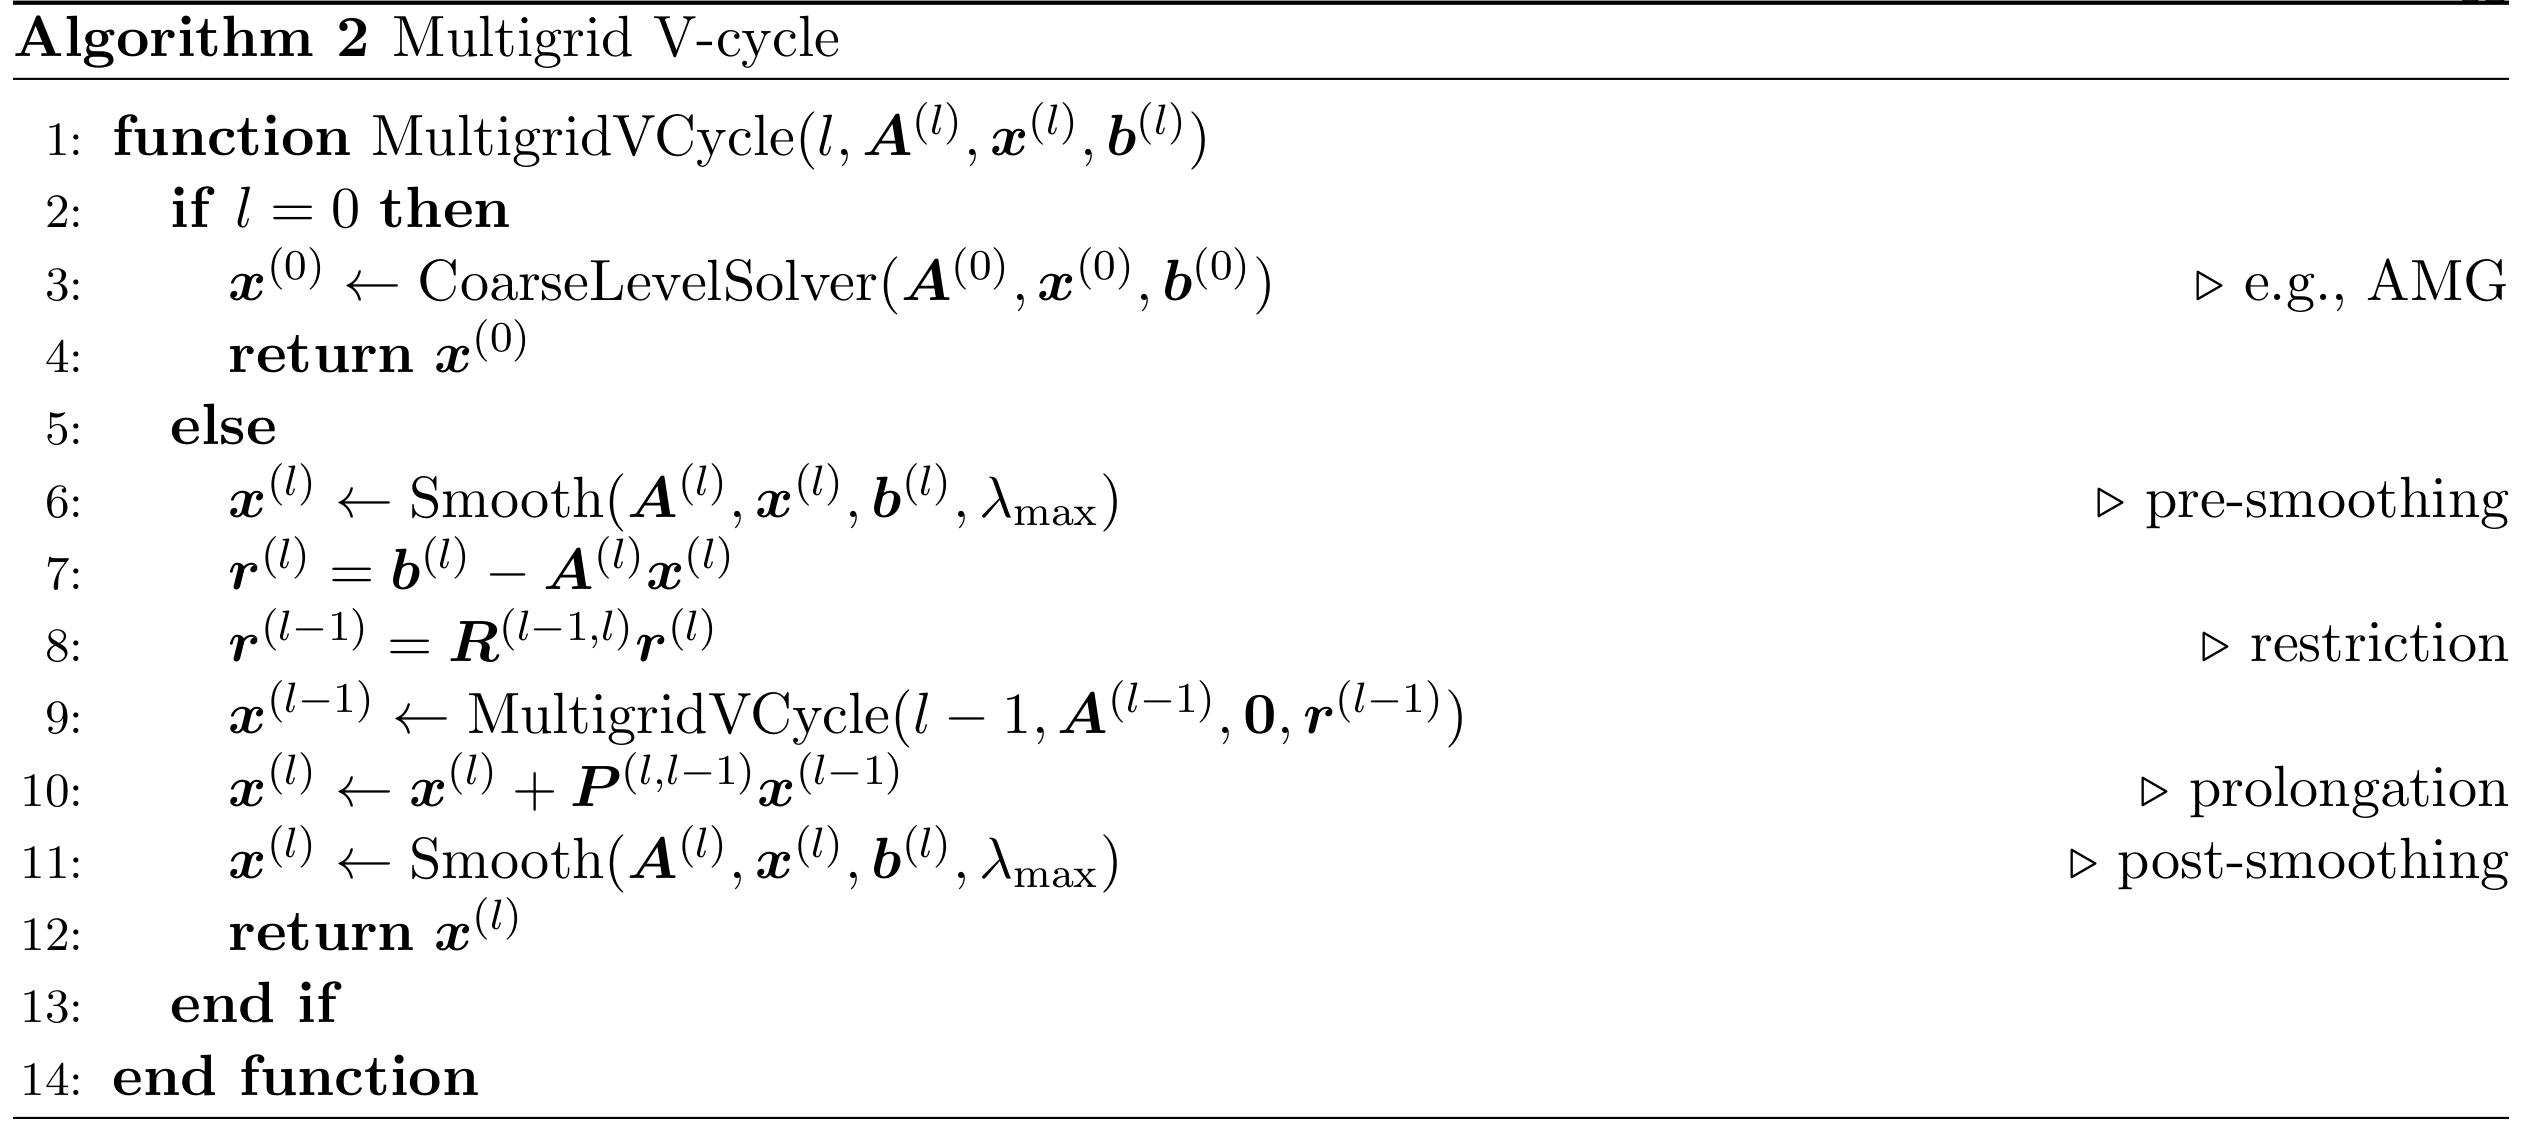 Algorithm 2 Multigrid V-cycle
1: function MultigridVCycle(l, A^(l), x^(l), b^(l))
2: if l = 0 then
3: x^(0) ← CoarseLevelSolver(A^(0), x^(0), b^(0)) ▷ e.g., AMG
4: return x^(0)
5: else
6: x^(l) ← Smooth(A^(l), x^(l), b^(l), λ_max) ▷ pre-smoothing
7: r^(l) = b^(l) − A^(l)x^(l)
8: r^(l−1) = R^(l−1,l)r^(l) ▷ restriction
9: x^(l−1) ← MultigridVCycle(l − 1, A^(l−1), 0, r^(l−1))
10: x^(l) ← x^(l) + P^(l,l−1)x^(l−1) ▷ prolongation
11: x^(l) ← Smooth(A^(l), x^(l), b^(l), λ_max) ▷ post-smoothing
12: return x^(l)
13: end if
14: end function